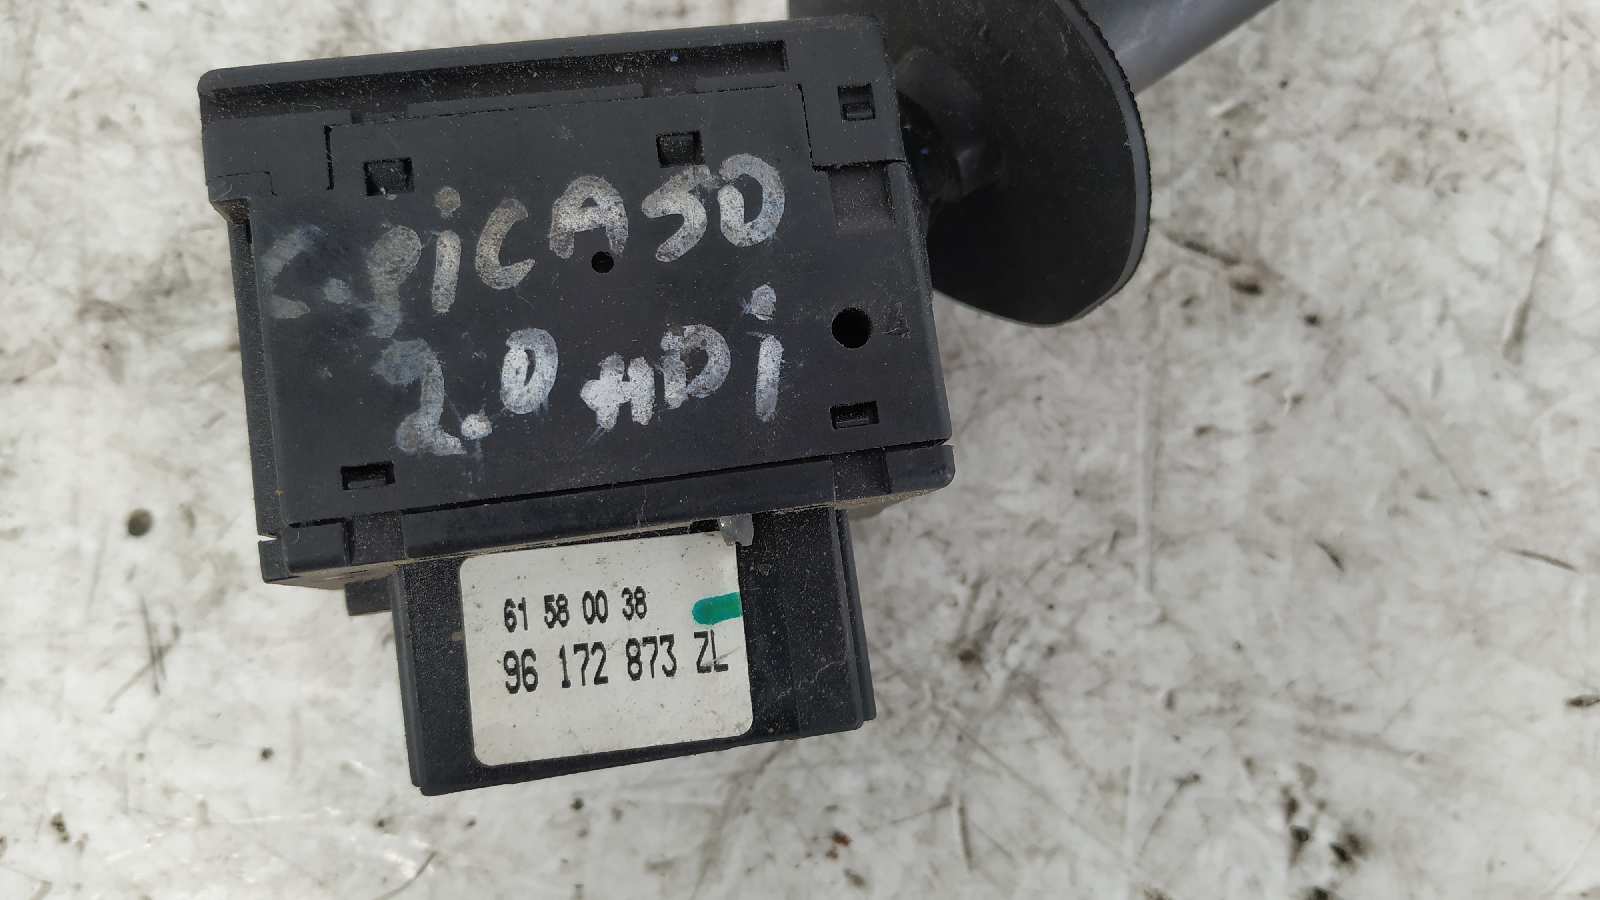 C.PiCASO
2.0 HDi
61 58 00 38
96 172 873 ZL